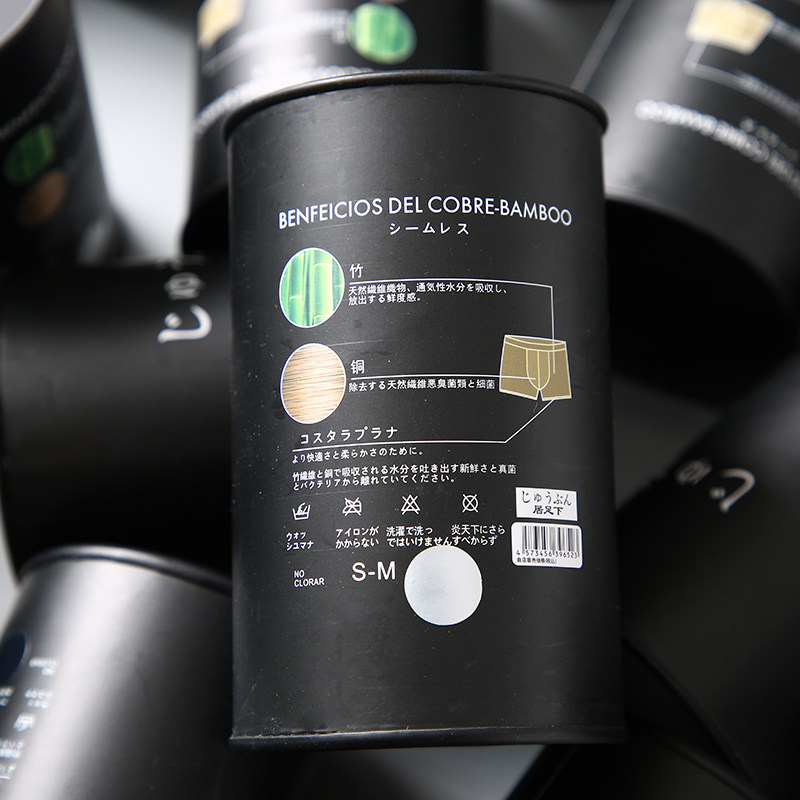 BENFEICIOS DEL COBRE-BAMBOO
シームレス
竹
天然繊維織物、通気性水分を吸収し、
放出する鮮度感。
铜
除去する天然繊維悪臭菌類と細菌
コスタラプラナ
より快適さと柔らかさのために。
竹繊維と銅で吸収される水分を吐き出す新鮮さと真菌
とバクテリアから離れていてください。
じゅうぶん
居足下
ウオッ
シユマナ
アイロンが
かからない
洗濯で洗っ
ではいけません
炎天下にさら
すべからず
4 573456 396523
NO
CLORAR
S-M